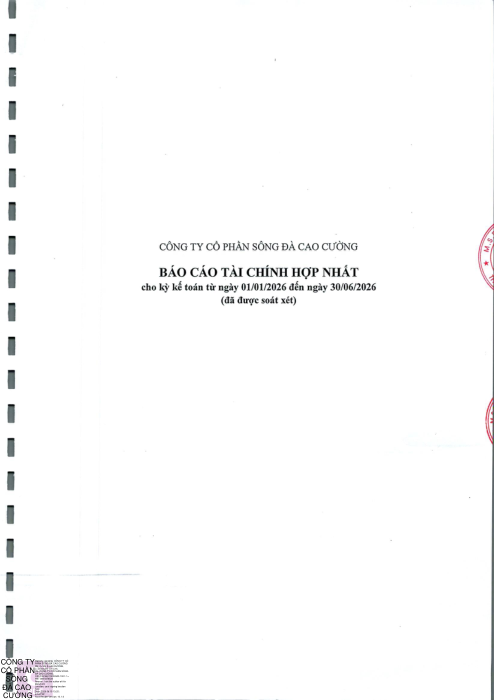 CÔNG TY CỔ PHẦN SÔNG ĐÀ CAO CƯỜNG
BÁO CÁO TÀI CHÍNH HỢP NHẤT
cho kỳ kế toán từ ngày 01/01/2026 đến ngày 30/06/2026
(đã được soát xét)
CÔNG TY
CỔ PHẦN
SÔNG
ĐÀ CAO
CƯỜNG